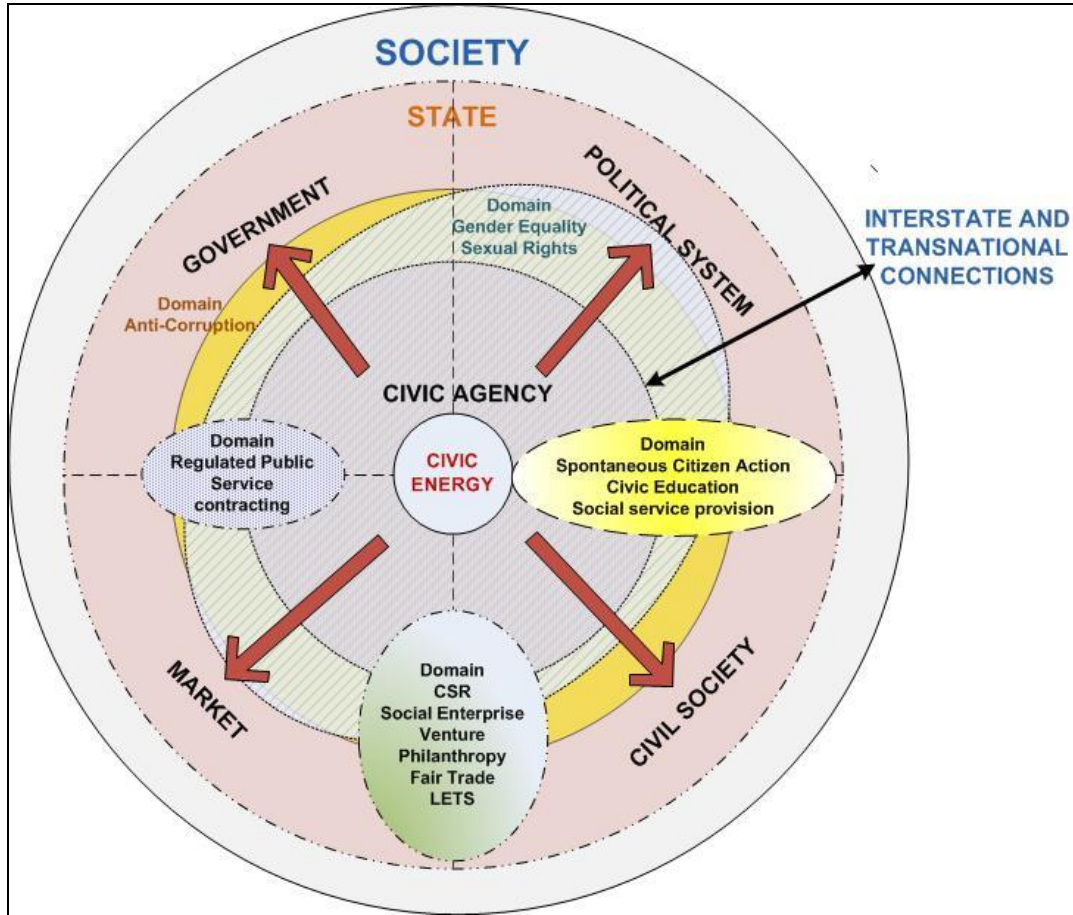 SOCIETY
STATE
GOVERNMENT
POLITICAL SYSTEM
Domain
Gender Equality
Sexual Rights
INTERSTATE AND
TRANSNATIONAL
CONNECTIONS
Domain
Anti-Corruption
CIVIC AGENCY
CIVIC
ENERGY
Domain
Regulated Public
Service
contracting
Domain
Spontaneous Citizen Action
Civic Education
Social service provision
MARKET
CIVIL SOCIETY
Domain
CSR
Social Enterprise
Venture
Philanthropy
Fair Trade
LETS